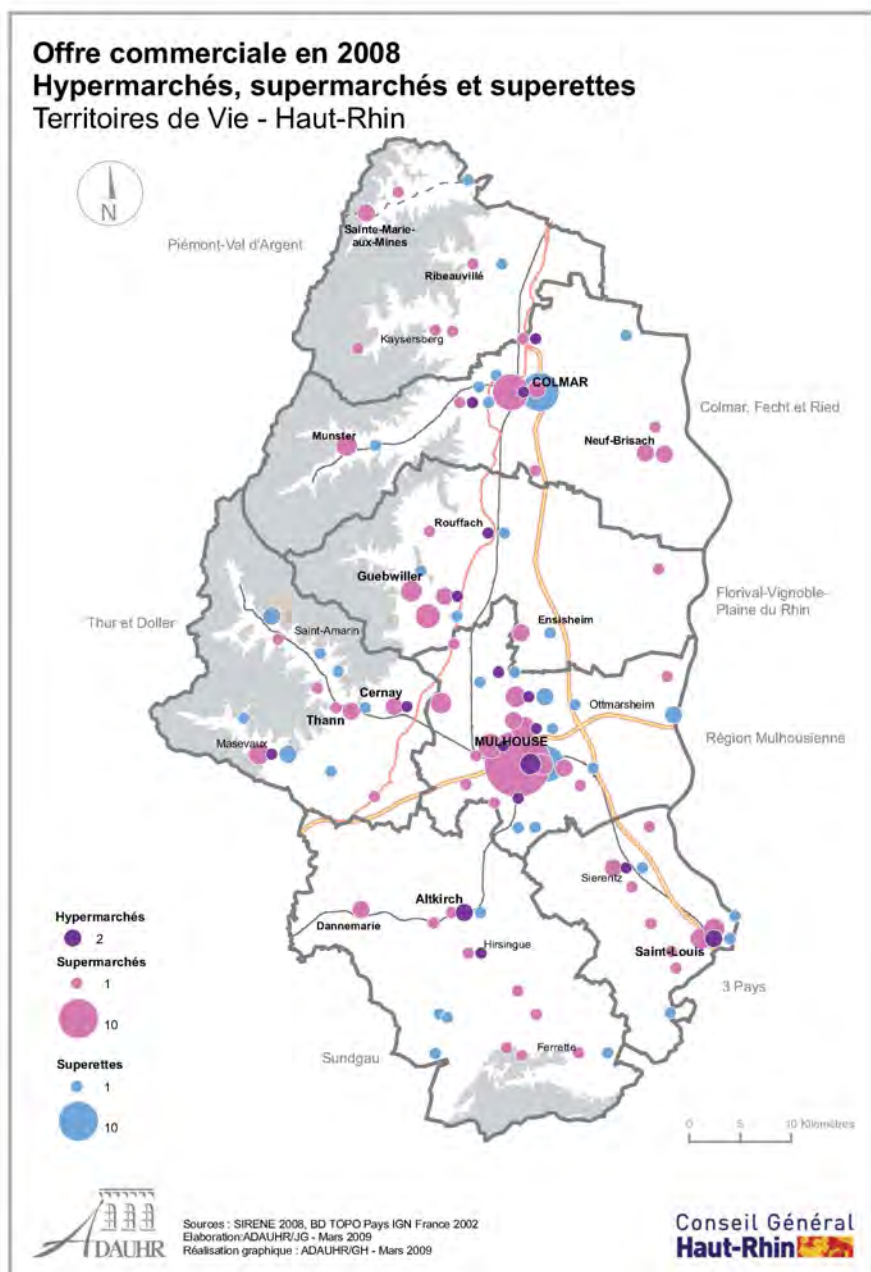 Offre commerciale en 2008
Hypermarchés, supermarchés et superettes
Territoires de Vie - Haut-Rhin
N
Piémont-Val d'Argent
Sainte-Marie-
aux-Mines
Ribeauvillé
Kaysersberg
COLMAR
Colmar, Fecht et Ried
Munster
Neuf-Brisach
Rouffach
Guebwiller
Florival-Vignoble-
Plaine du Rhin
Thur et Doller
Saint-Amarin
Ensisheim
Cernay
Ottmarsheim
Thann
MULHOUSE
Région Mulhousienne
Masevaux
Sierentz
Altkirch
Dannemarie
Hirsingue
Saint-Louis
3 Pays
Ferrette
Sundgau
Hypermarchés
2
Supermarchés
1
10
Superettes
1
10
0 5 10 Kilomètres
ADAUHR
Sources : SIRENE 2008, BD TOPO Pays IGN France 2002
Elaboration:ADAUHR/JG - Mars 2009
Réalisation graphique : ADAUHR/GH - Mars 2009
Conseil Général
Haut-Rhin